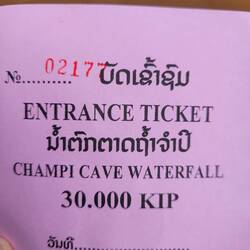 №.......... 02177 ບັດເຂົ້າຊົມ
ENTRANCE TICKET
ນ້ຳຕົກຕາດຖ້ຳຈຳປີ
CHAMPI CAVE WATERFALL
30.000 KIP
ວັນທີ..........